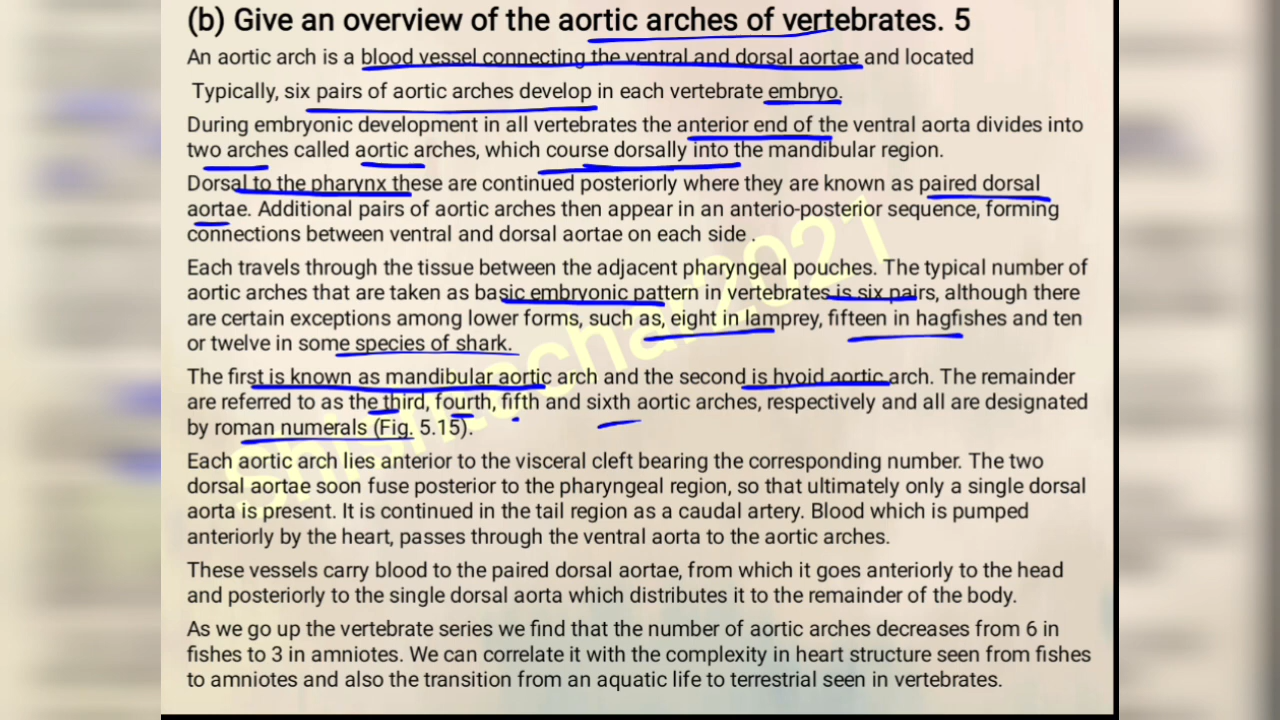 (b) Give an overview of the aortic arches of vertebrates. 5
An aortic arch is a blood vessel connecting the ventral and dorsal aortae and located
Typically, six pairs of aortic arches develop in each vertebrate embryo.
During embryonic development in all vertebrates the anterior end of the ventral aorta divides into
two arches called aortic arches, which course dorsally into the mandibular region.
Dorsal to the pharynx these are continued posteriorly where they are known as paired dorsal
aortae. Additional pairs of aortic arches then appear in an anterio-posterior sequence, forming
connections between ventral and dorsal aortae on each side .
Each travels through the tissue between the adjacent pharyngeal pouches. The typical number of
aortic arches that are taken as basic embryonic pattern in vertebrates is six pairs, although there
are certain exceptions among lower forms, such as, eight in lamprey, fifteen in hagfishes and ten
or twelve in some species of shark.
The first is known as mandibular aortic arch and the second is hyoid aortic arch. The remainder
are referred to as the third, fourth, fifth and sixth aortic arches, respectively and all are designated
by roman numerals (Fig. 5.15).
Each aortic arch lies anterior to the visceral cleft bearing the corresponding number. The two
dorsal aortae soon fuse posterior to the pharyngeal region, so that ultimately only a single dorsal
aorta is present. It is continued in the tail region as a caudal artery. Blood which is pumped
anteriorly by the heart, passes through the ventral aorta to the aortic arches.
These vessels carry blood to the paired dorsal aortae, from which it goes anteriorly to the head
and posteriorly to the single dorsal aorta which distributes it to the remainder of the body.
As we go up the vertebrate series we find that the number of aortic arches decreases from 6 in
fishes to 3 in amniotes. We can correlate it with the complexity in heart structure seen from fishes
to amniotes and also the transition from an aquatic life to terrestrial seen in vertebrates.